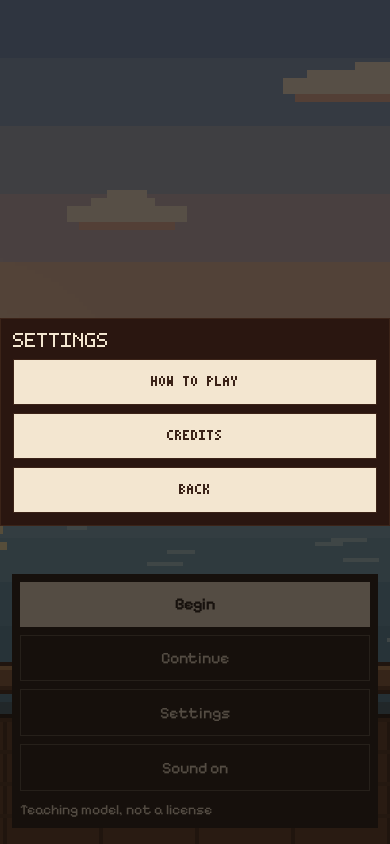 SETTINGS
HOW TO PLAY
CREDITS
BACK
Begin
Continue
Settings
Sound on
Teaching model, not a license